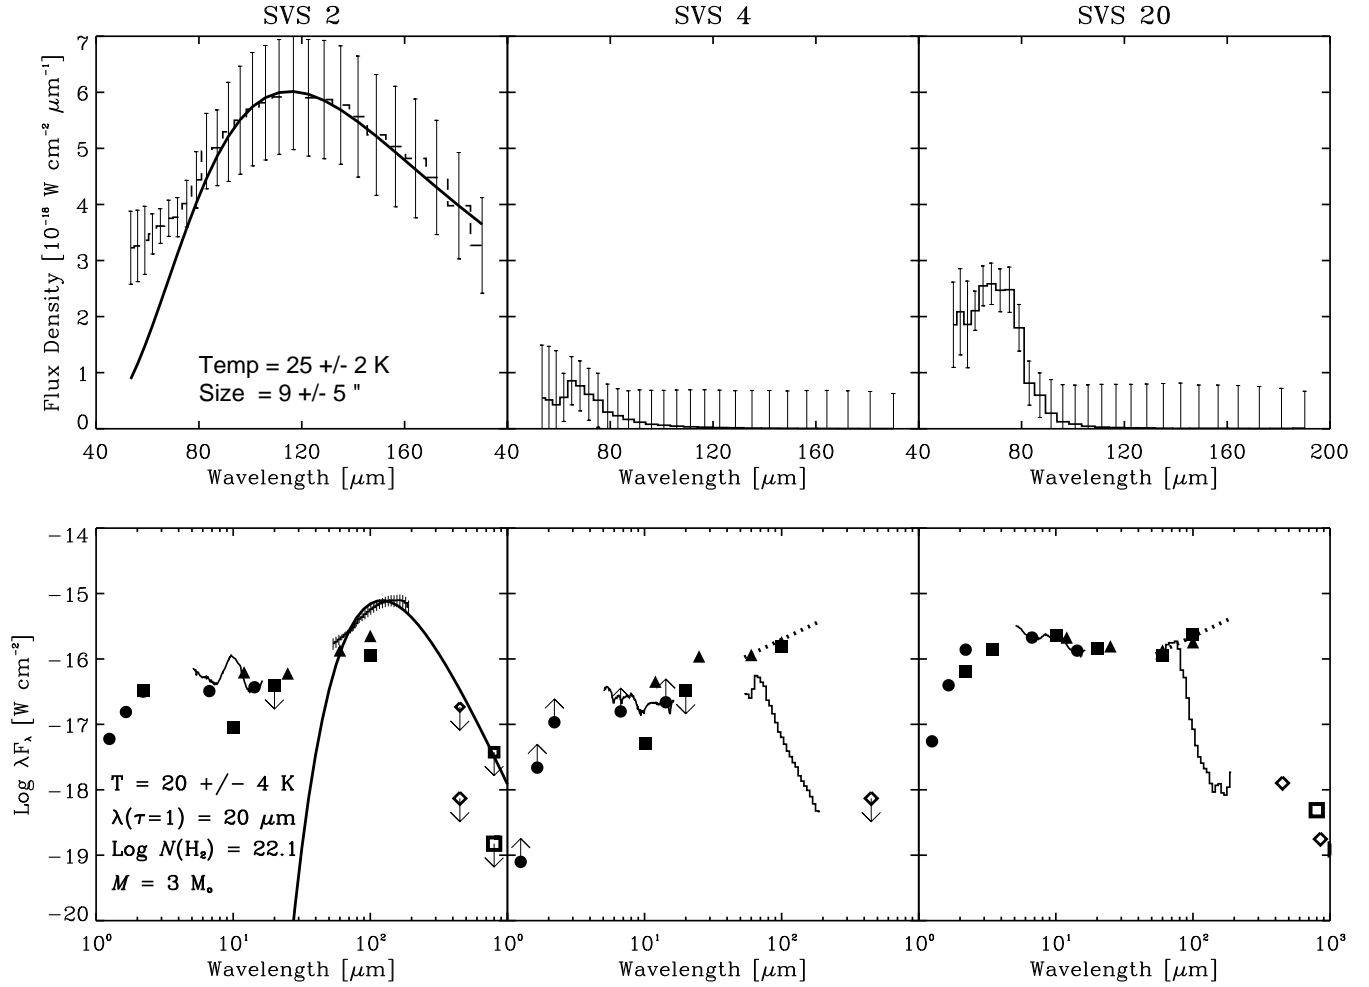 SVS 2 SVS 4 SVS 20
7
6
5
4
3
2
1
0
Flux Density [10⁻¹⁸ W cm⁻² μm⁻¹]
Temp = 25 +/- 2 K
Size = 9 +/- 5 "
40 80 120 160 40 80 120 160 40 80 120 160 200
Wavelength [μm] Wavelength [μm] Wavelength [μm]
-14
-15
-16
-17
-18
-19
-20
Log λFλ [W cm⁻²]
T = 20 +/- 4 K
λ(τ=1) = 20 μm
Log N(H₂) = 22.1
M = 3 M₀
10⁰ 10¹ 10² 10⁰ 10¹ 10² 10⁰ 10¹ 10² 10³
Wavelength [μm] Wavelength [μm] Wavelength [μm]